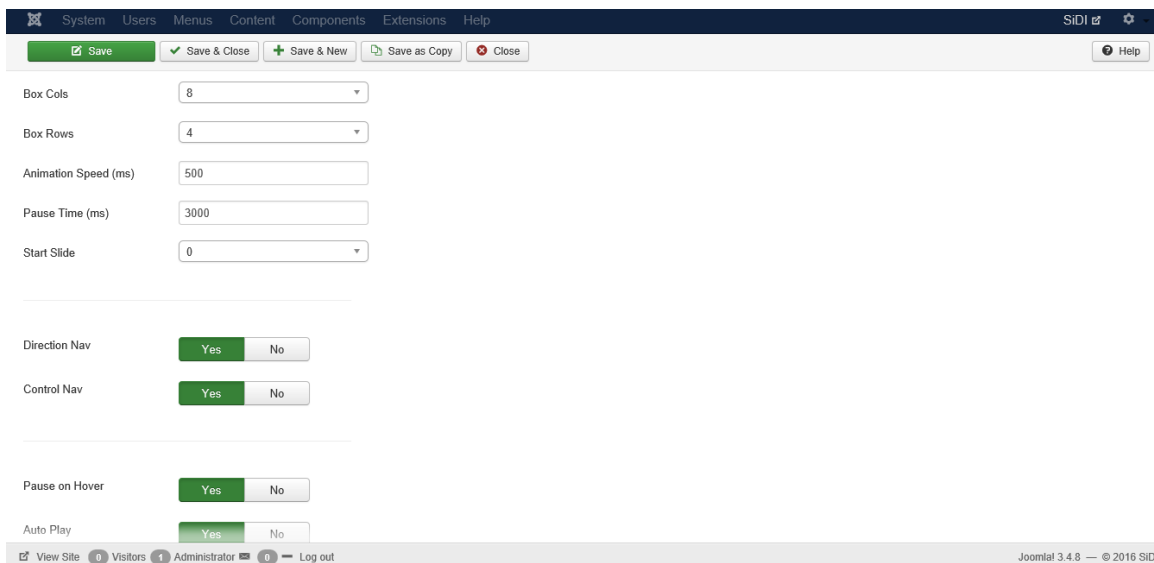 System Users Menus Content Components Extensions Help SiDI
Save Save & Close Save & New Save as Copy Close Help
Box Cols 8
Box Rows 4
Animation Speed (ms) 500
Pause Time (ms) 3000
Start Slide 0
Direction Nav Yes No
Control Nav Yes No
Pause on Hover Yes No
Auto Play Yes No
View Site 0 Visitors 1 Administrator 0 Log out Joomla! 3.4.8 — © 2016 SiD